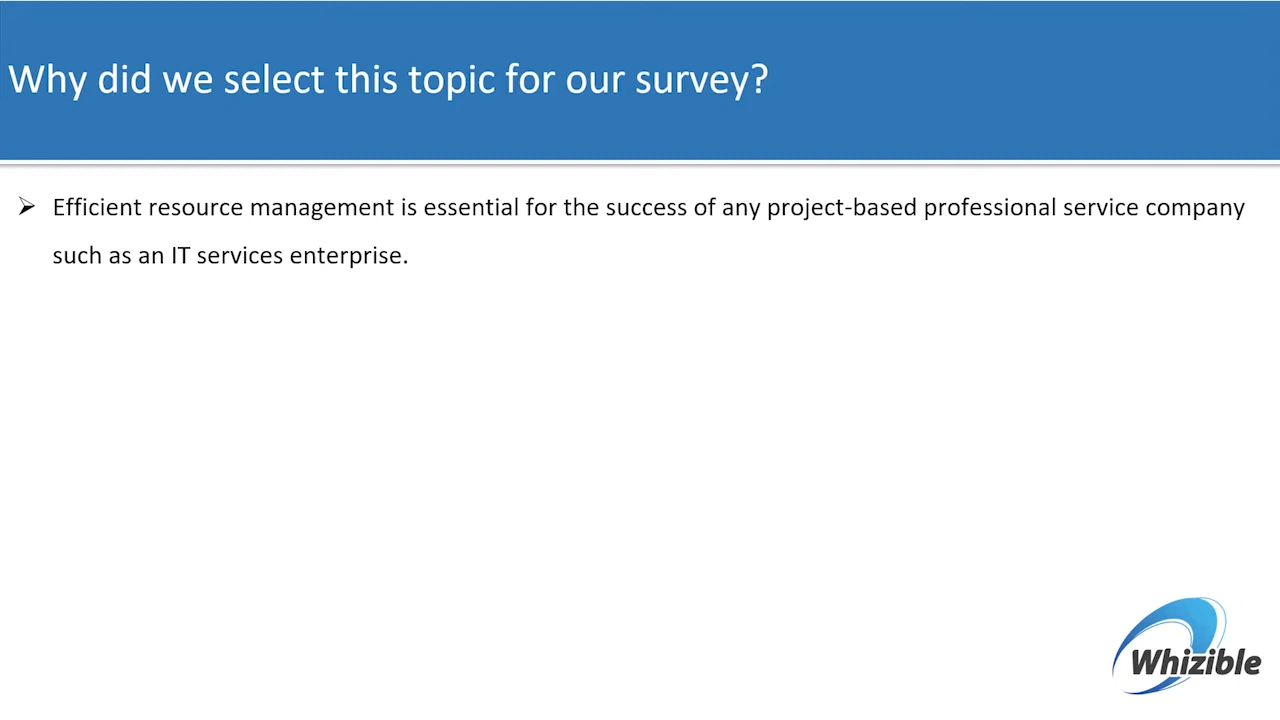 Why did we select this topic for our survey?
➢ Efficient resource management is essential for the success of any project-based professional service company
such as an IT services enterprise.
Whizible